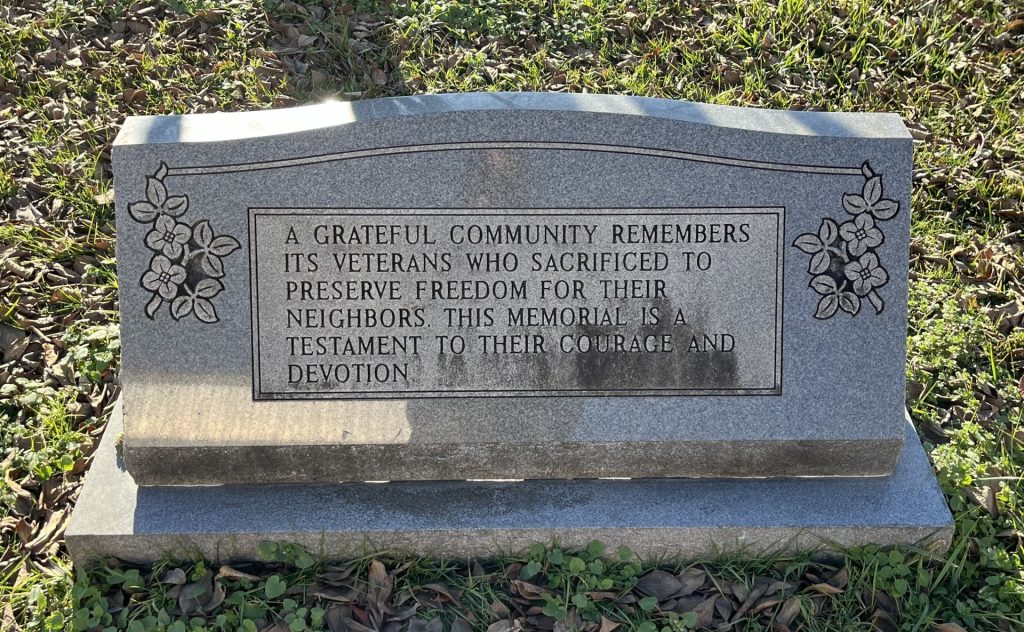 A GRATEFUL COMMUNITY REMEMBERS
ITS VETERANS WHO SACRIFICED TO
PRESERVE FREEDOM FOR THEIR
NEIGHBORS. THIS MEMORIAL IS A
TESTAMENT TO THEIR COURAGE AND
DEVOTION